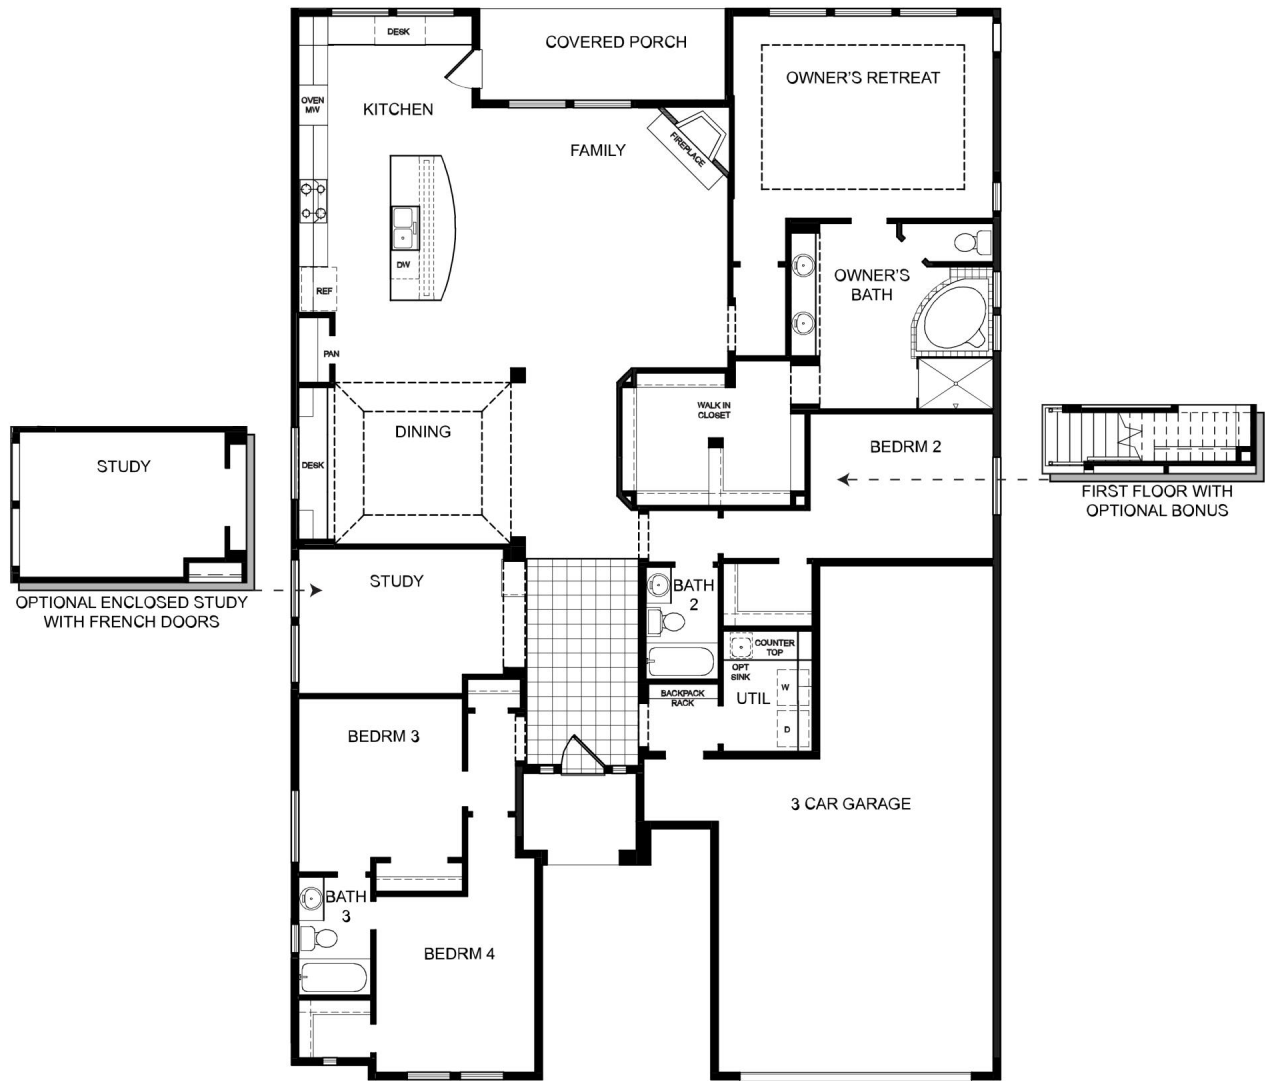 DESK
COVERED PORCH
OWNER'S RETREAT
OVEN
MW
KITCHEN
FAMILY
FIREPLACE
DW
REF
OWNER'S
BATH
PAN
WALK IN
CLOSET
DINING
BEDRM 2
DESK
STUDY
OPTIONAL ENCLOSED STUDY
WITH FRENCH DOORS
FIRST FLOOR WITH
OPTIONAL BONUS
STUDY
BATH
2
COUNTER
TOP
OPT
SINK
W
UTIL
BACKPACK
RACK
D
BEDRM 3
3 CAR GARAGE
BATH
3
BEDRM 4